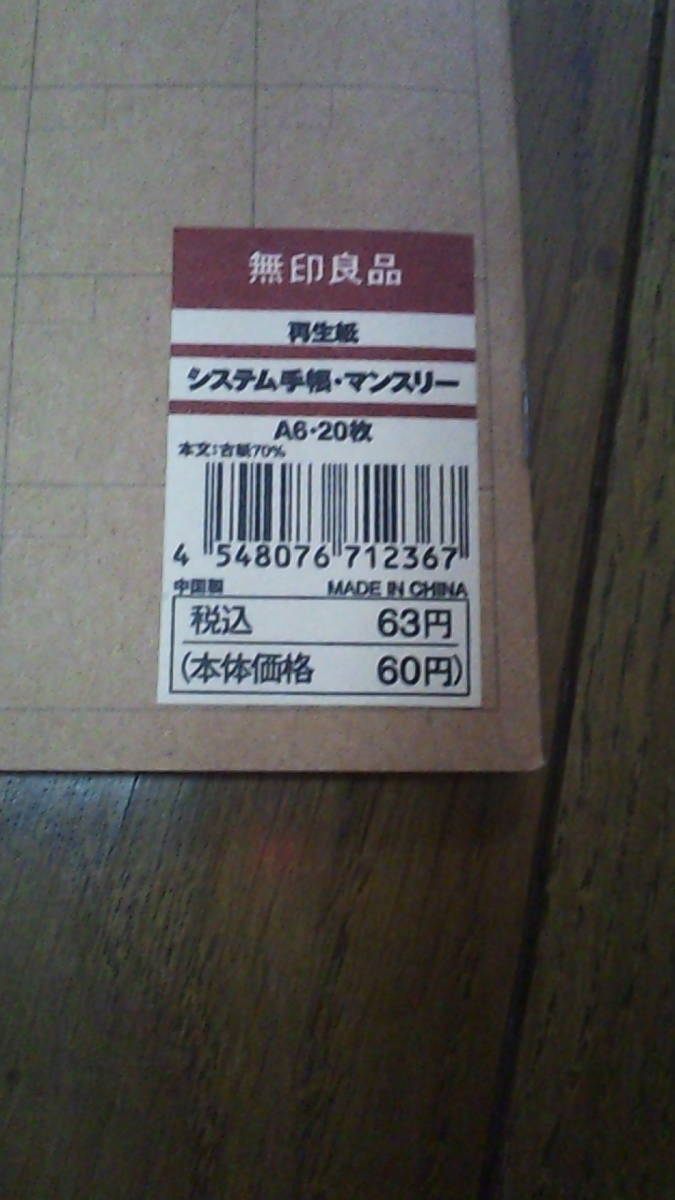 無印良品
再生紙
システム手帳・マンスリー
A6・20枚
本文:古紙70%
4 548076 712367
中国製 MADE IN CHINA
税込 63円
(本体価格 60円)